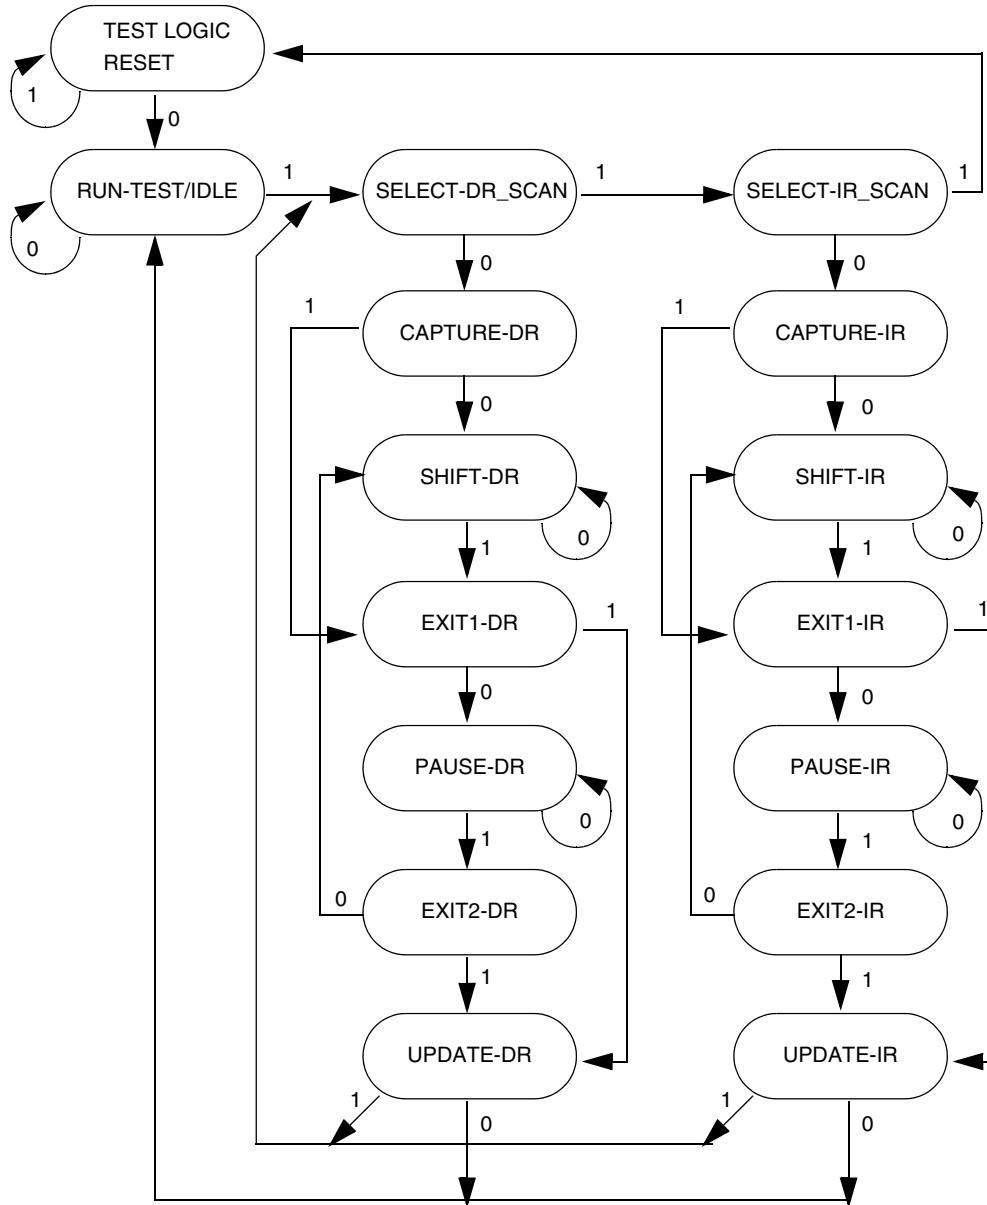 TEST LOGIC
RESET
1
0
RUN-TEST/IDLE
1
SELECT-DR_SCAN
1
SELECT-IR_SCAN
1
0
0
0
1
CAPTURE-DR
1
CAPTURE-IR
0
0
SHIFT-DR
0
SHIFT-IR
0
1
1
EXIT1-DR
1
EXIT1-IR
1
0
0
PAUSE-DR
0
PAUSE-IR
0
1
1
0
EXIT2-DR
0
EXIT2-IR
1
1
UPDATE-DR
UPDATE-IR
1
0
1
0